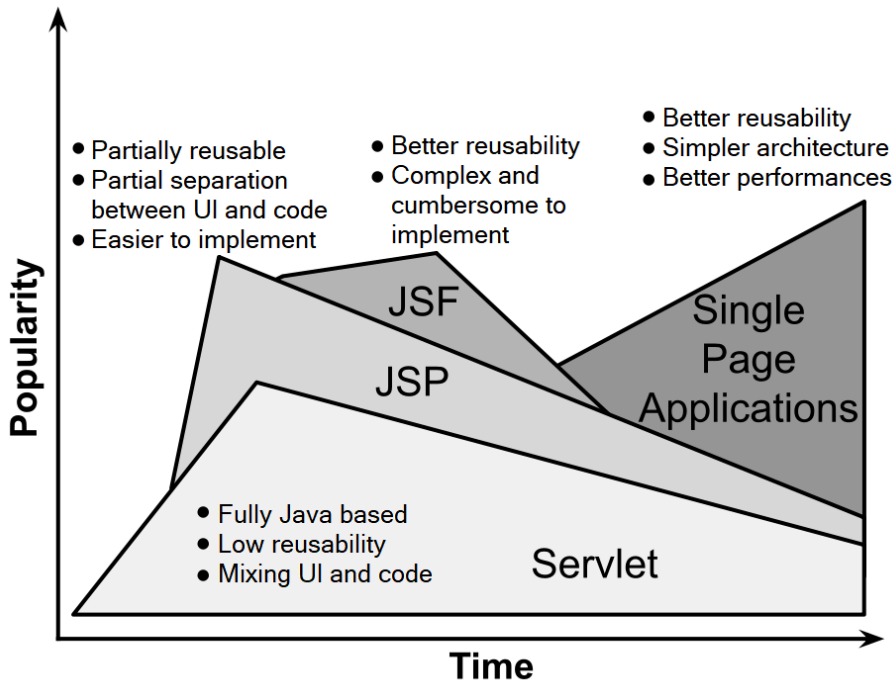 ● Partially reusable
● Partial separation
between UI and code
● Easier to implement
● Better reusability
● Complex and
cumbersome to
implement
● Better reusability
● Simpler architecture
● Better performances
Popularity
JSF
JSP
Single
Page
Applications
● Fully Java based
● Low reusability
● Mixing UI and code
Servlet
Time